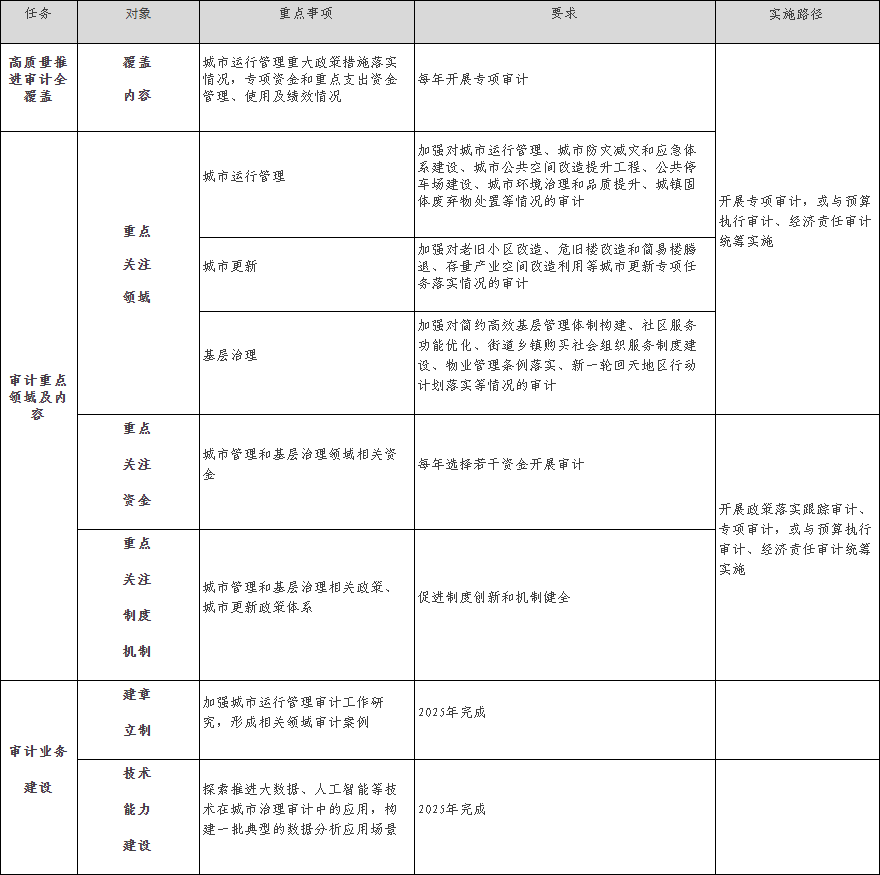 任务
对象
重点事项
要求
实施路径
高质量推
进审计全
覆盖
覆盖
内容
城市运行管理重大政策措施落实
情况，专项资金和重点支出资金
管理、使用及绩效情况
每年开展专项审计
开展专项审计，或与预算
执行审计、经济责任审计
统筹实施
审计重点
领域及内
容
重点
关注
领域
城市运行管理
加强对城市运行管理、城市防灾减灾和应急体
系建设、城市公共空间改造提升工程、公共停
车场建设、城市环境治理和品质提升、城镇固
体废弃物处置等情况的审计
城市更新
加强对老旧小区改造、危旧楼改造和简易楼腾
退、存量产业空间改造利用等城市更新专项任
务落实情况的审计
基层治理
加强对简约高效基层管理体制构建、社区服务
功能优化、街道乡镇购买社会组织服务制度建
设、物业管理条例落实、新一轮回天地区行动
计划落实等情况的审计
重点
关注
资金
城市管理和基层治理领域相关资
金
每年选择若干资金开展审计
开展政策落实跟踪审计、
专项审计，或与预算执行
审计、经济责任审计统筹
实施
重点
关注
制度
机制
城市管理和基层治理相关政策、
城市更新政策体系
促进制度创新和机制健全
审计业务
建设
建章
立制
加强城市运行管理审计工作研
究，形成相关领域审计案例
2025年完成
技术
能力
建设
探索推进大数据、人工智能等技
术在城市治理审计中的应用，构
建一批典型的数据分析应用场景
2025年完成